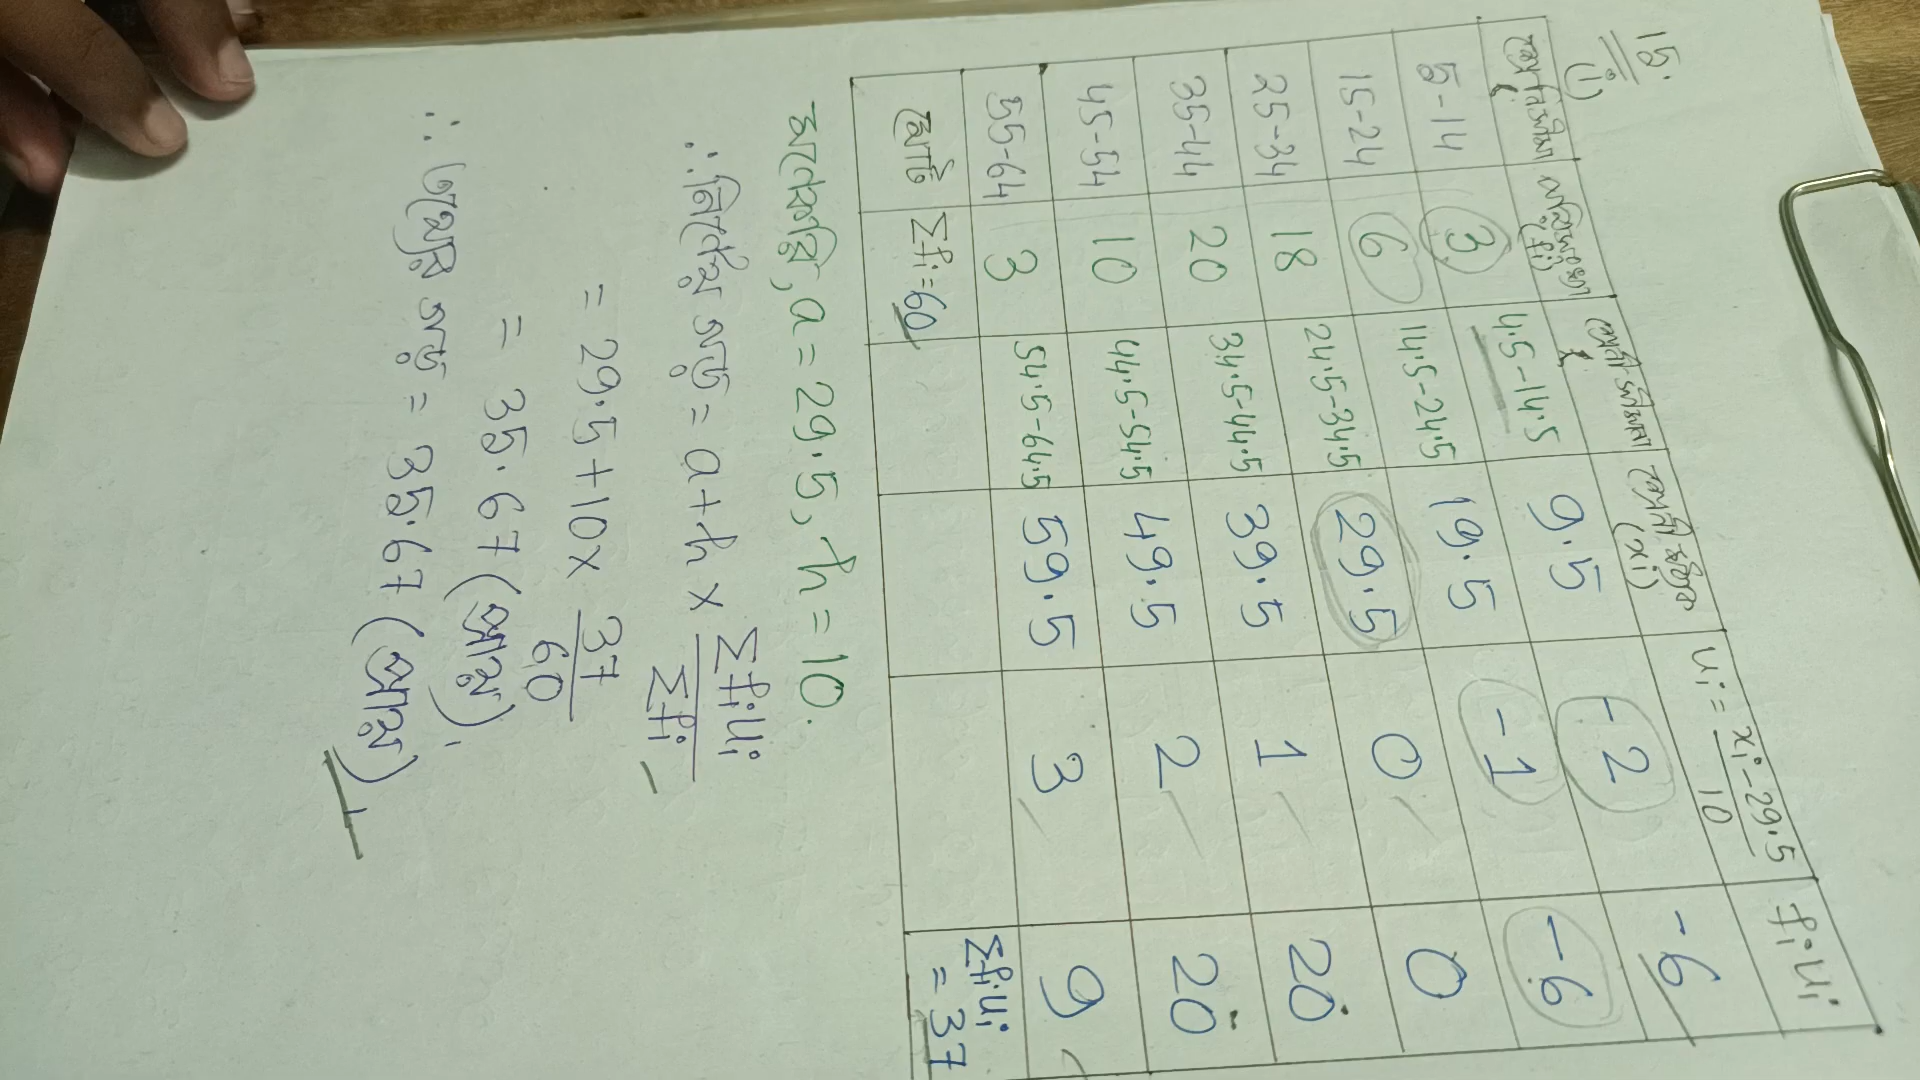 15.
(i)
শ্রেণি-সীমা পরিসংখ্যা (fi) শ্রেণি-সীমানা শ্রেণি মধ্যক (xi) ui = xi - 29.5 / 10 fiui
5-14 3 4.5-14.5 9.5 -2 -6
15-24 6 14.5-24.5 19.5 -1 -6
25-34 18 24.5-34.5 29.5 0 0
35-44 20 34.5-44.5 39.5 1 20
45-54 10 44.5-54.5 49.5 2 20
55-64 3 54.5-64.5 59.5 3 9
মোট Σfi = 60 Σfiui = 37
a = 29.5, h = 10.
∴ নির্ণেয় গড় = a + h × Σfiui / Σfi
= 29.5 + 10 × 37 / 60
= 35.67 (প্রায়).
∴ গড় = 35.67 (প্রায়)